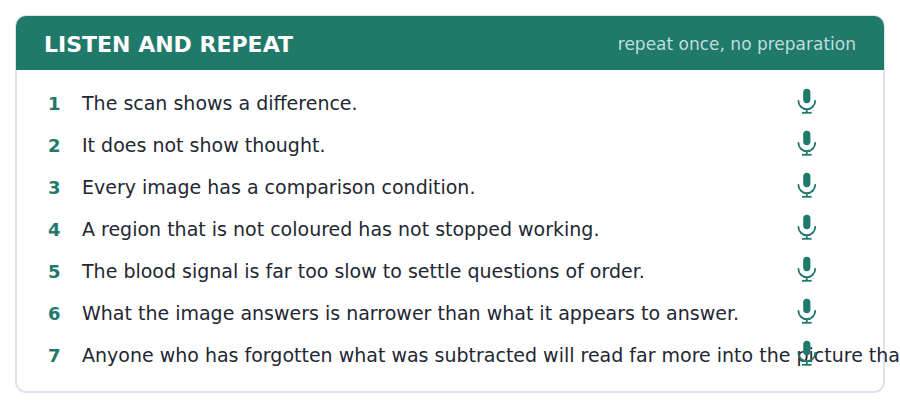 LISTEN AND REPEAT
repeat once, no preparation
1 The scan shows a difference.
2 It does not show thought.
3 Every image has a comparison condition.
4 A region that is not coloured has not stopped working.
5 The blood signal is far too slow to settle questions of order.
6 What the image answers is narrower than what it appears to answer.
7 Anyone who has forgotten what was subtracted will read far more into the picture tha